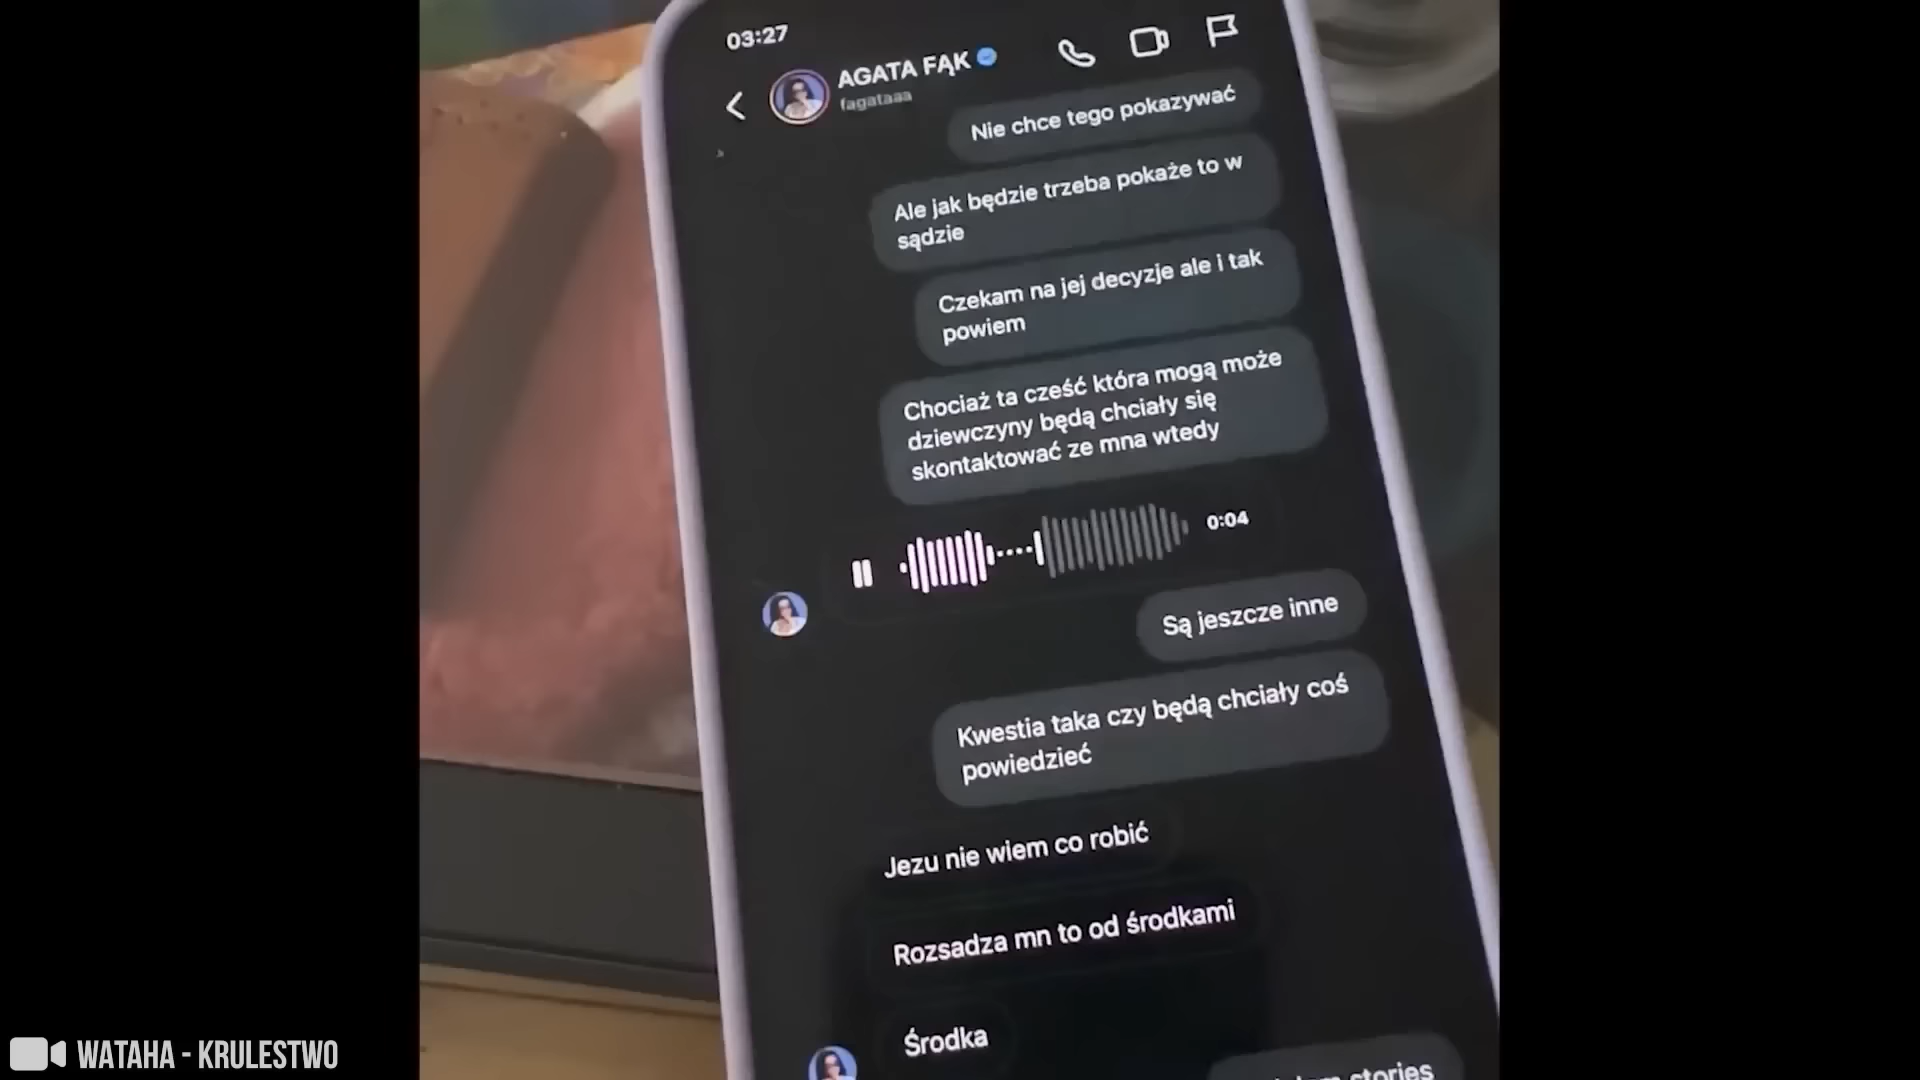 03:27
AGATA FĄK
fagataaa
Nie chce tego pokazywać
Ale jak będzie trzeba pokaże to w
sądzie
Czekam na jej decyzje ale i tak
powiem
Chociaż ta cześć która mogą może
dziewczyny będą chciały się
skontaktować ze mna wtedy
0:04
Są jeszcze inne
Kwestia taka czy będą chciały coś
powiedzieć
Jezu nie wiem co robić
Rozsadza mn to od środkami
Środka
stories
WATAHA - KRULESTWO